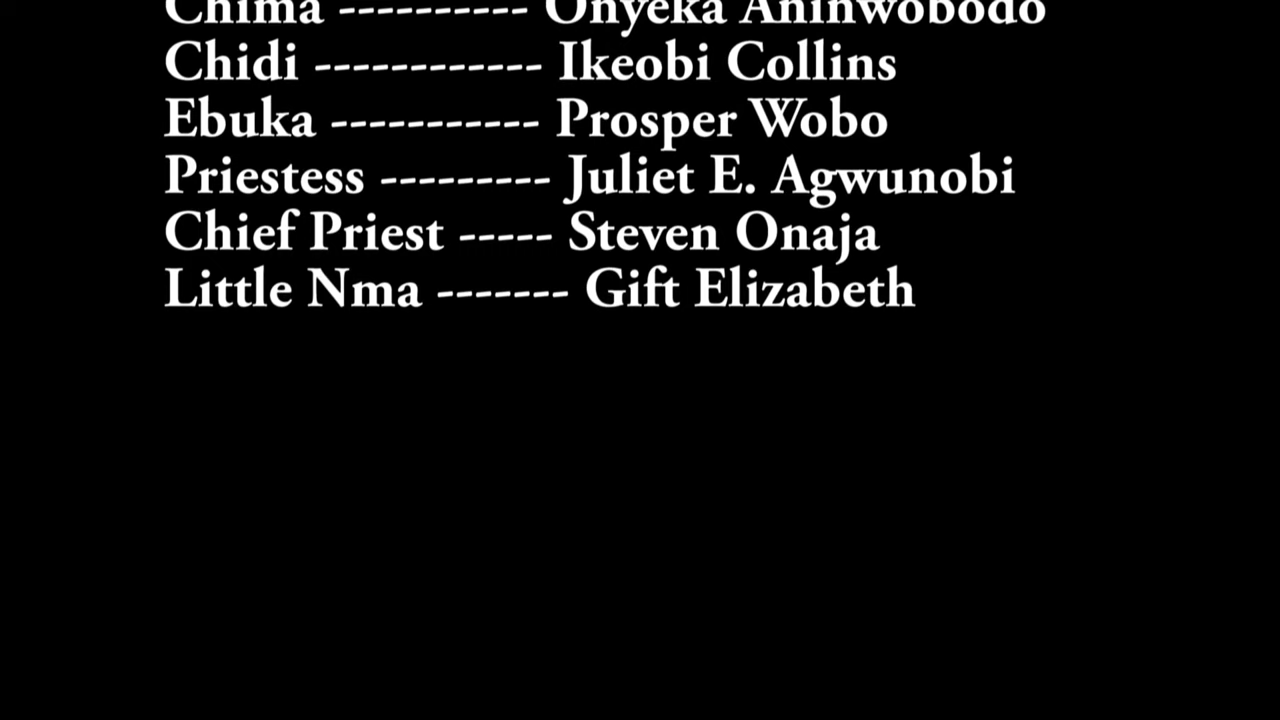 Chima ---------- Onyeka Aninwobodo
Chidi ------------ Ikeobi Collins
Ebuka ----------- Prosper Wobo
Priestess --------- Juliet E. Agwunobi
Chief Priest ----- Steven Onaja
Little Nma ------- Gift Elizabeth